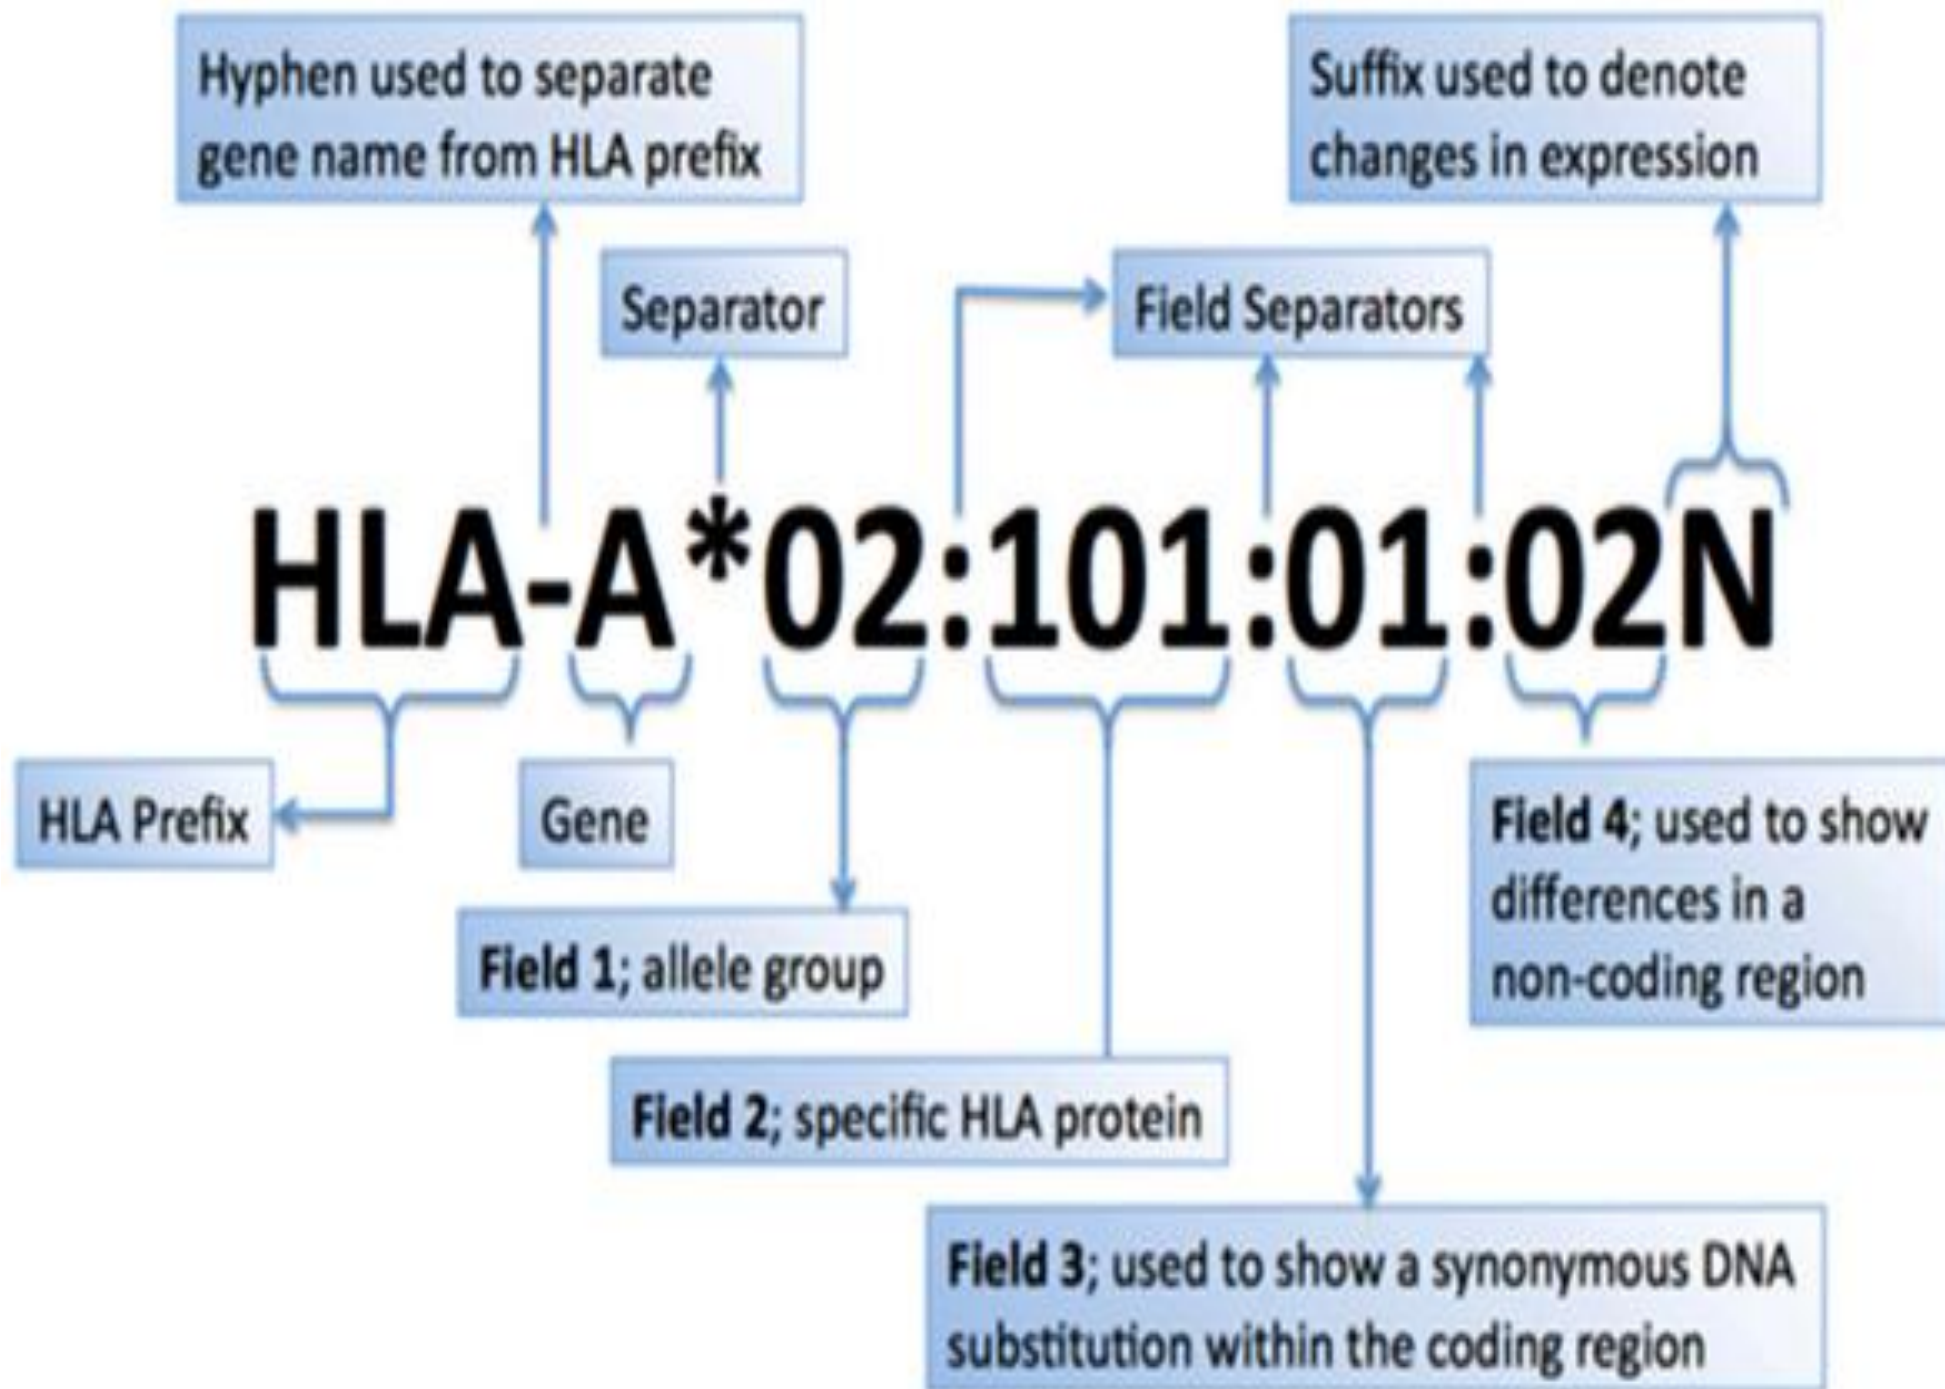 Hyphen used to separate
gene name from HLA prefix
Suffix used to denote
changes in expression
Separator
Field Separators
HLA-A*02:101:01:02N
HLA Prefix
Gene
Field 4; used to show
differences in a
non-coding region
Field 1; allele group
Field 2; specific HLA protein
Field 3; used to show a synonymous DNA
substitution within the coding region